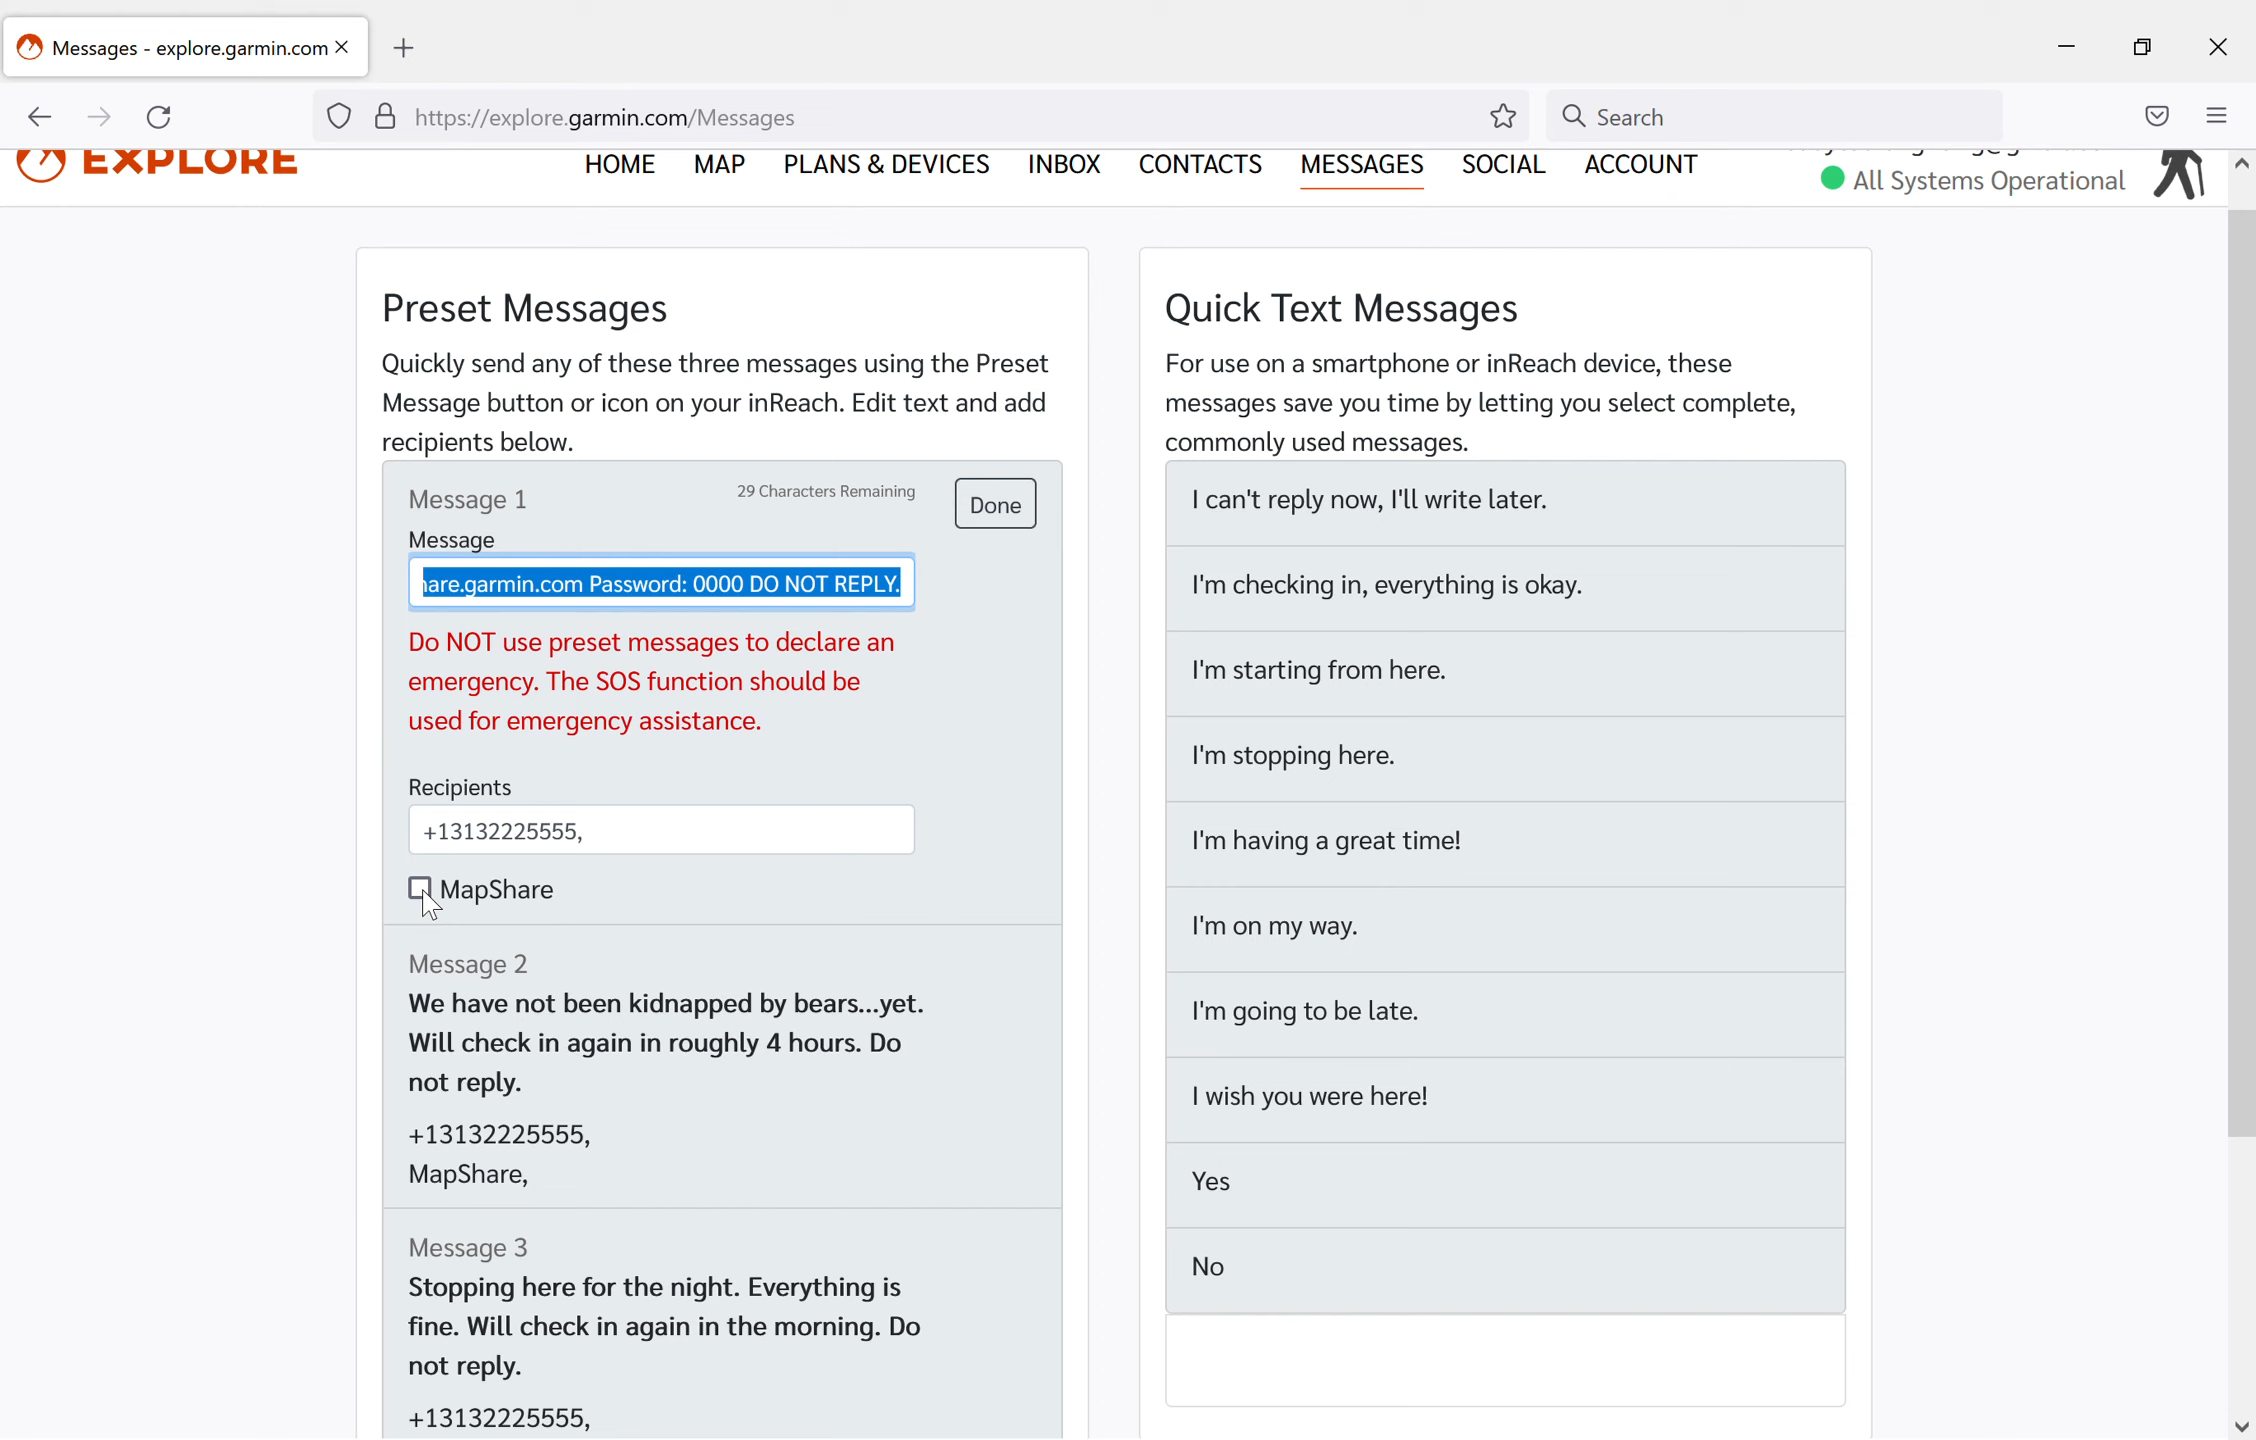 Messages - explore.garmin.com
https://explore.garmin.com/Messages
Search
EXPLORE
HOME MAP PLANS & DEVICES INBOX CONTACTS MESSAGES SOCIAL ACCOUNT
All Systems Operational
Preset Messages
Quickly send any of these three messages using the Preset
Message button or icon on your inReach. Edit text and add
recipients below.
Message 1
29 Characters Remaining
Done
Message
are.garmin.com Password: 0000 DO NOT REPLY.
Do NOT use preset messages to declare an
emergency. The SOS function should be
used for emergency assistance.
Recipients
+13132225555,
MapShare
Message 2
We have not been kidnapped by bears...yet.
Will check in again in roughly 4 hours. Do
not reply.
+13132225555,
MapShare,
Message 3
Stopping here for the night. Everything is
fine. Will check in again in the morning. Do
not reply.
+13132225555,
Quick Text Messages
For use on a smartphone or inReach device, these
messages save you time by letting you select complete,
commonly used messages.
I can't reply now, I'll write later.
I'm checking in, everything is okay.
I'm starting from here.
I'm stopping here.
I'm having a great time!
I'm on my way.
I'm going to be late.
I wish you were here!
Yes
No